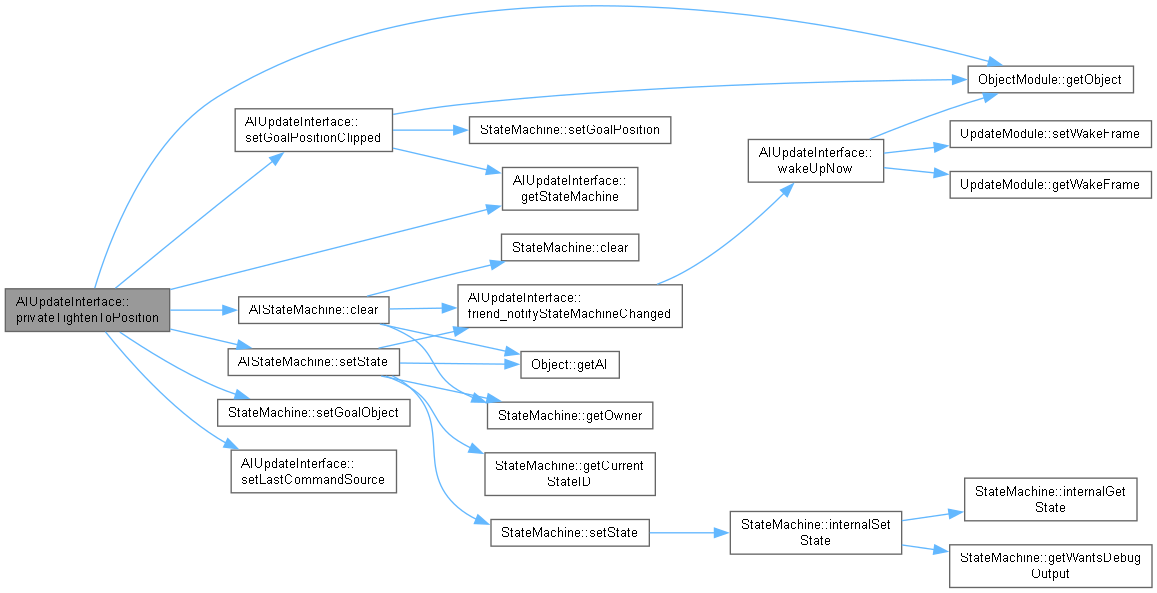 AIUpdateInterface::
privateTightenToPosition
AIUpdateInterface::
setGoalPositionClipped
AIStateMachine::clear
AIStateMachine::setState
StateMachine::setGoalObject
AIUpdateInterface::
setLastCommandSource
StateMachine::setGoalPosition
AIUpdateInterface::
getStateMachine
StateMachine::clear
AIUpdateInterface::
friend_notifyStateMachineChanged
Object::getAI
StateMachine::getOwner
StateMachine::getCurrent
StateID
StateMachine::setState
AIUpdateInterface::
wakeUpNow
StateMachine::internalSet
State
ObjectModule::getObject
UpdateModule::setWakeFrame
UpdateModule::getWakeFrame
StateMachine::internalGet
State
StateMachine::getWantsDebug
Output